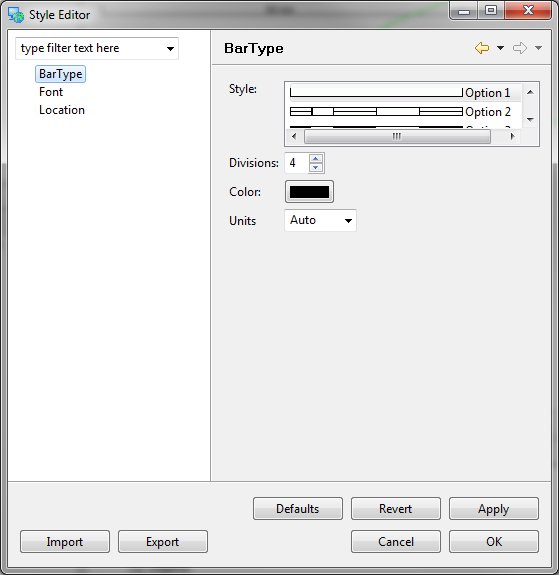 Style Editor
type filter text here
BarType
Font
Location
BarType
Style:
Option 1
Option 2
Divisions: 4
Color:
Units Auto
Defaults Revert Apply
Import Export Cancel OK